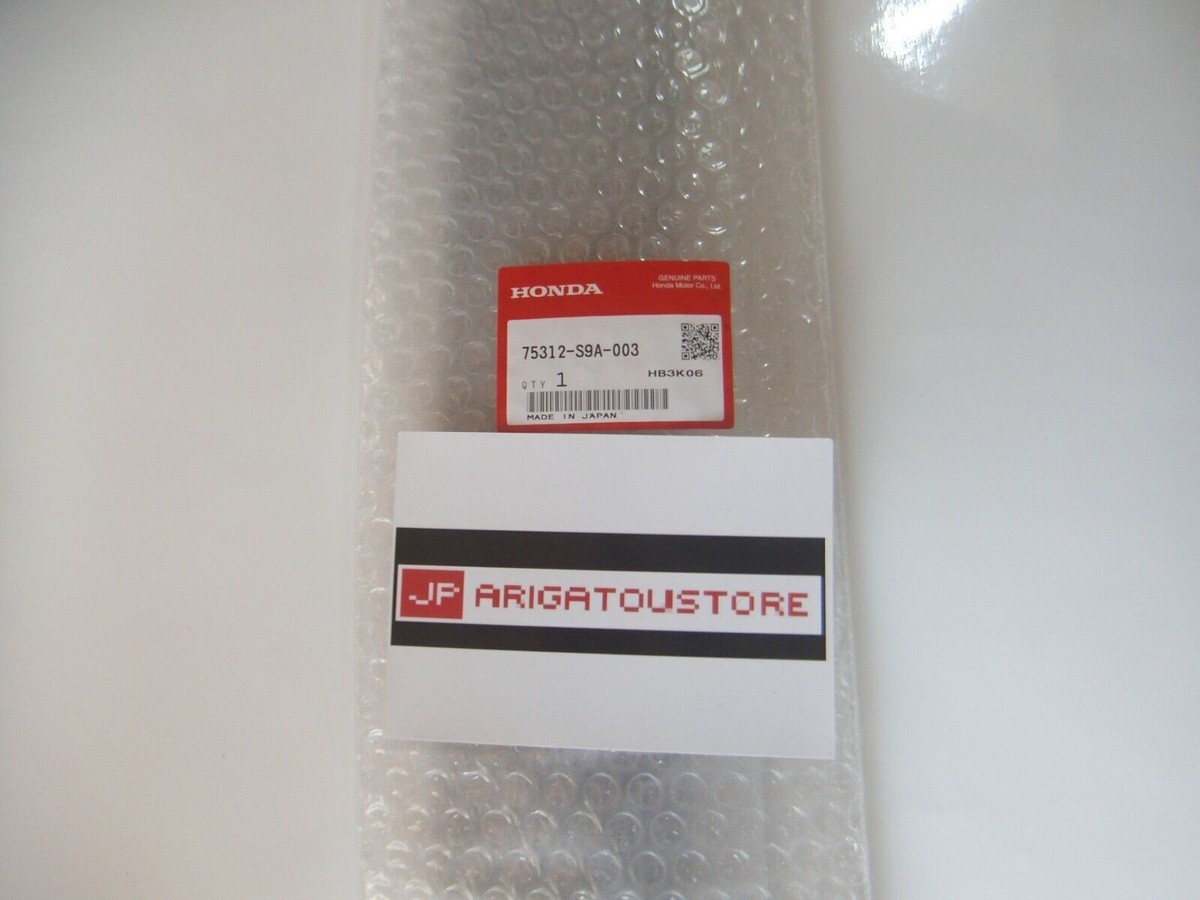 HONDA
GENUINE PARTS
Honda Motor Co., Ltd.
75312-S9A-003
HB3K06
QTY 1
MADE IN JAPAN
JP ARIGATOUSTORE